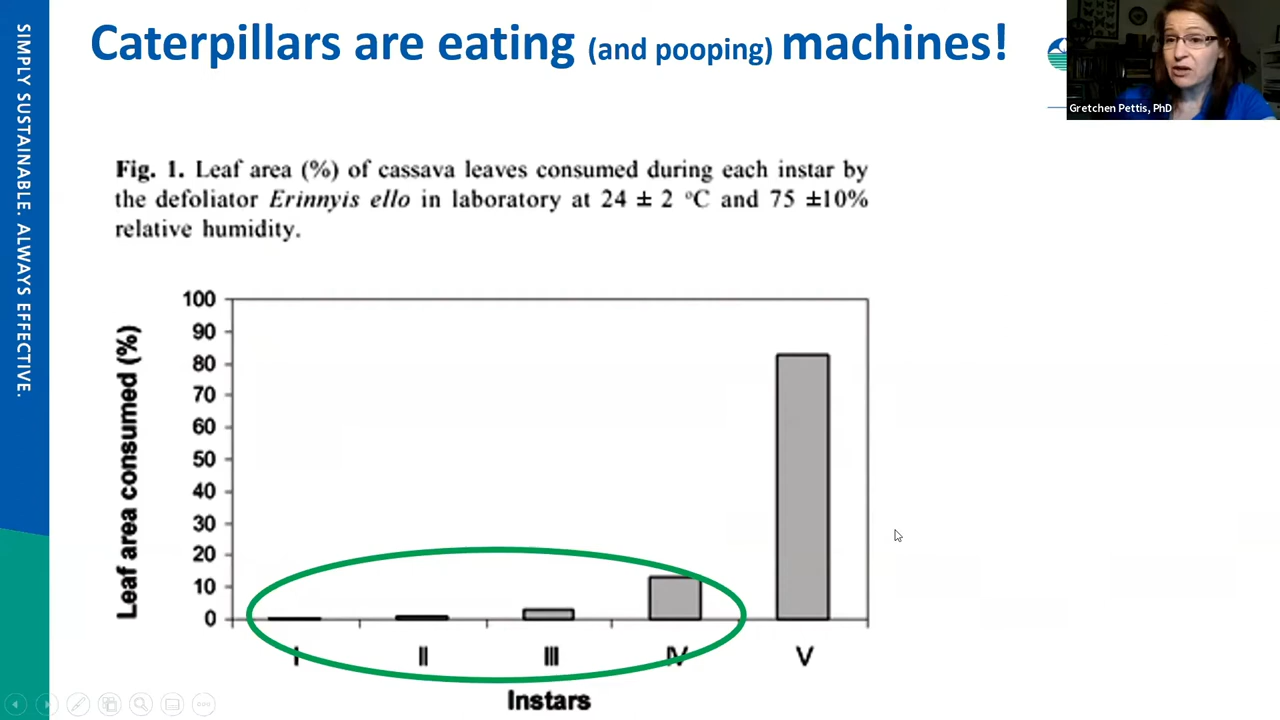 SIMPLY SUSTAINABLE. ALWAYS EFFECTIVE.
Caterpillars are eating (and pooping) machines!
Gretchen Pettis, PhD
Fig. 1. Leaf area (%) of cassava leaves consumed during each instar by
the defoliator Erinnyis ello in laboratory at 24 ± 2 °C and 75 ±10%
relative humidity.
Leaf area consumed (%)
100
90
80
70
60
50
40
30
20
10
0
I II III IV V
Instars